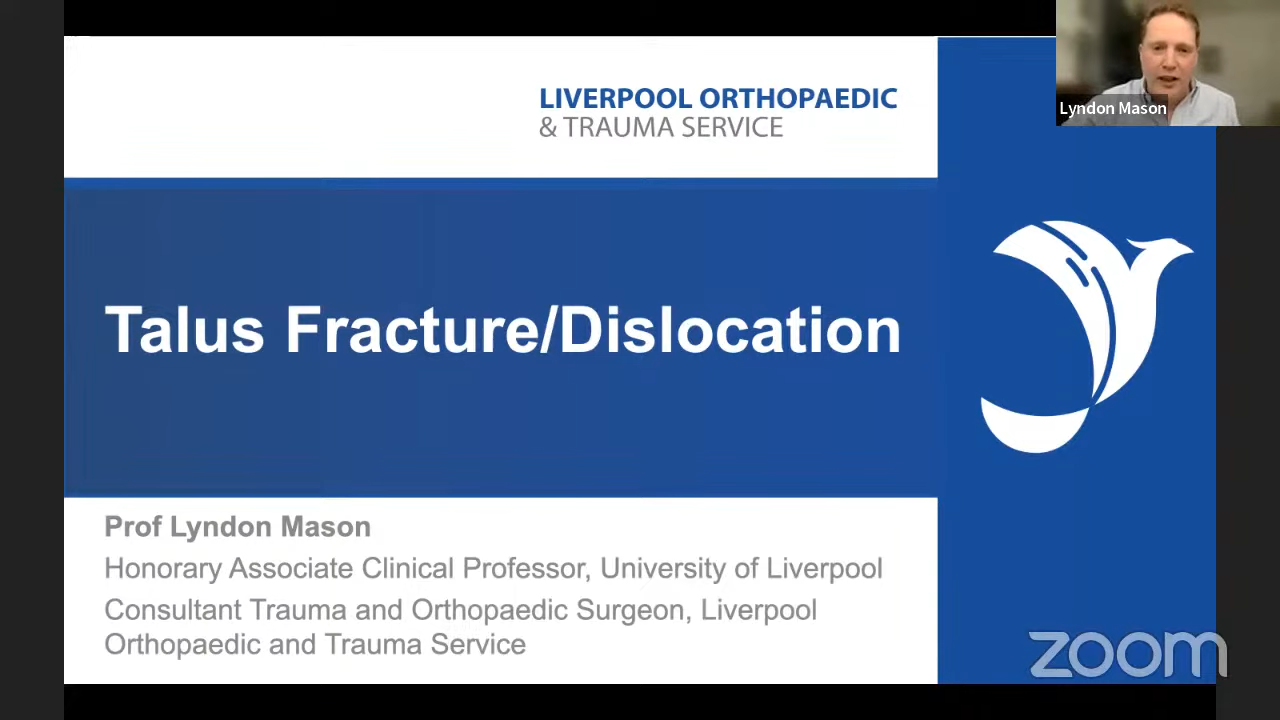 LIVERPOOL ORTHOPAEDIC
& TRAUMA SERVICE
Lyndon Mason
Talus Fracture/Dislocation
Prof Lyndon Mason
Honorary Associate Clinical Professor, University of Liverpool
Consultant Trauma and Orthopaedic Surgeon, Liverpool
Orthopaedic and Trauma Service
zoom